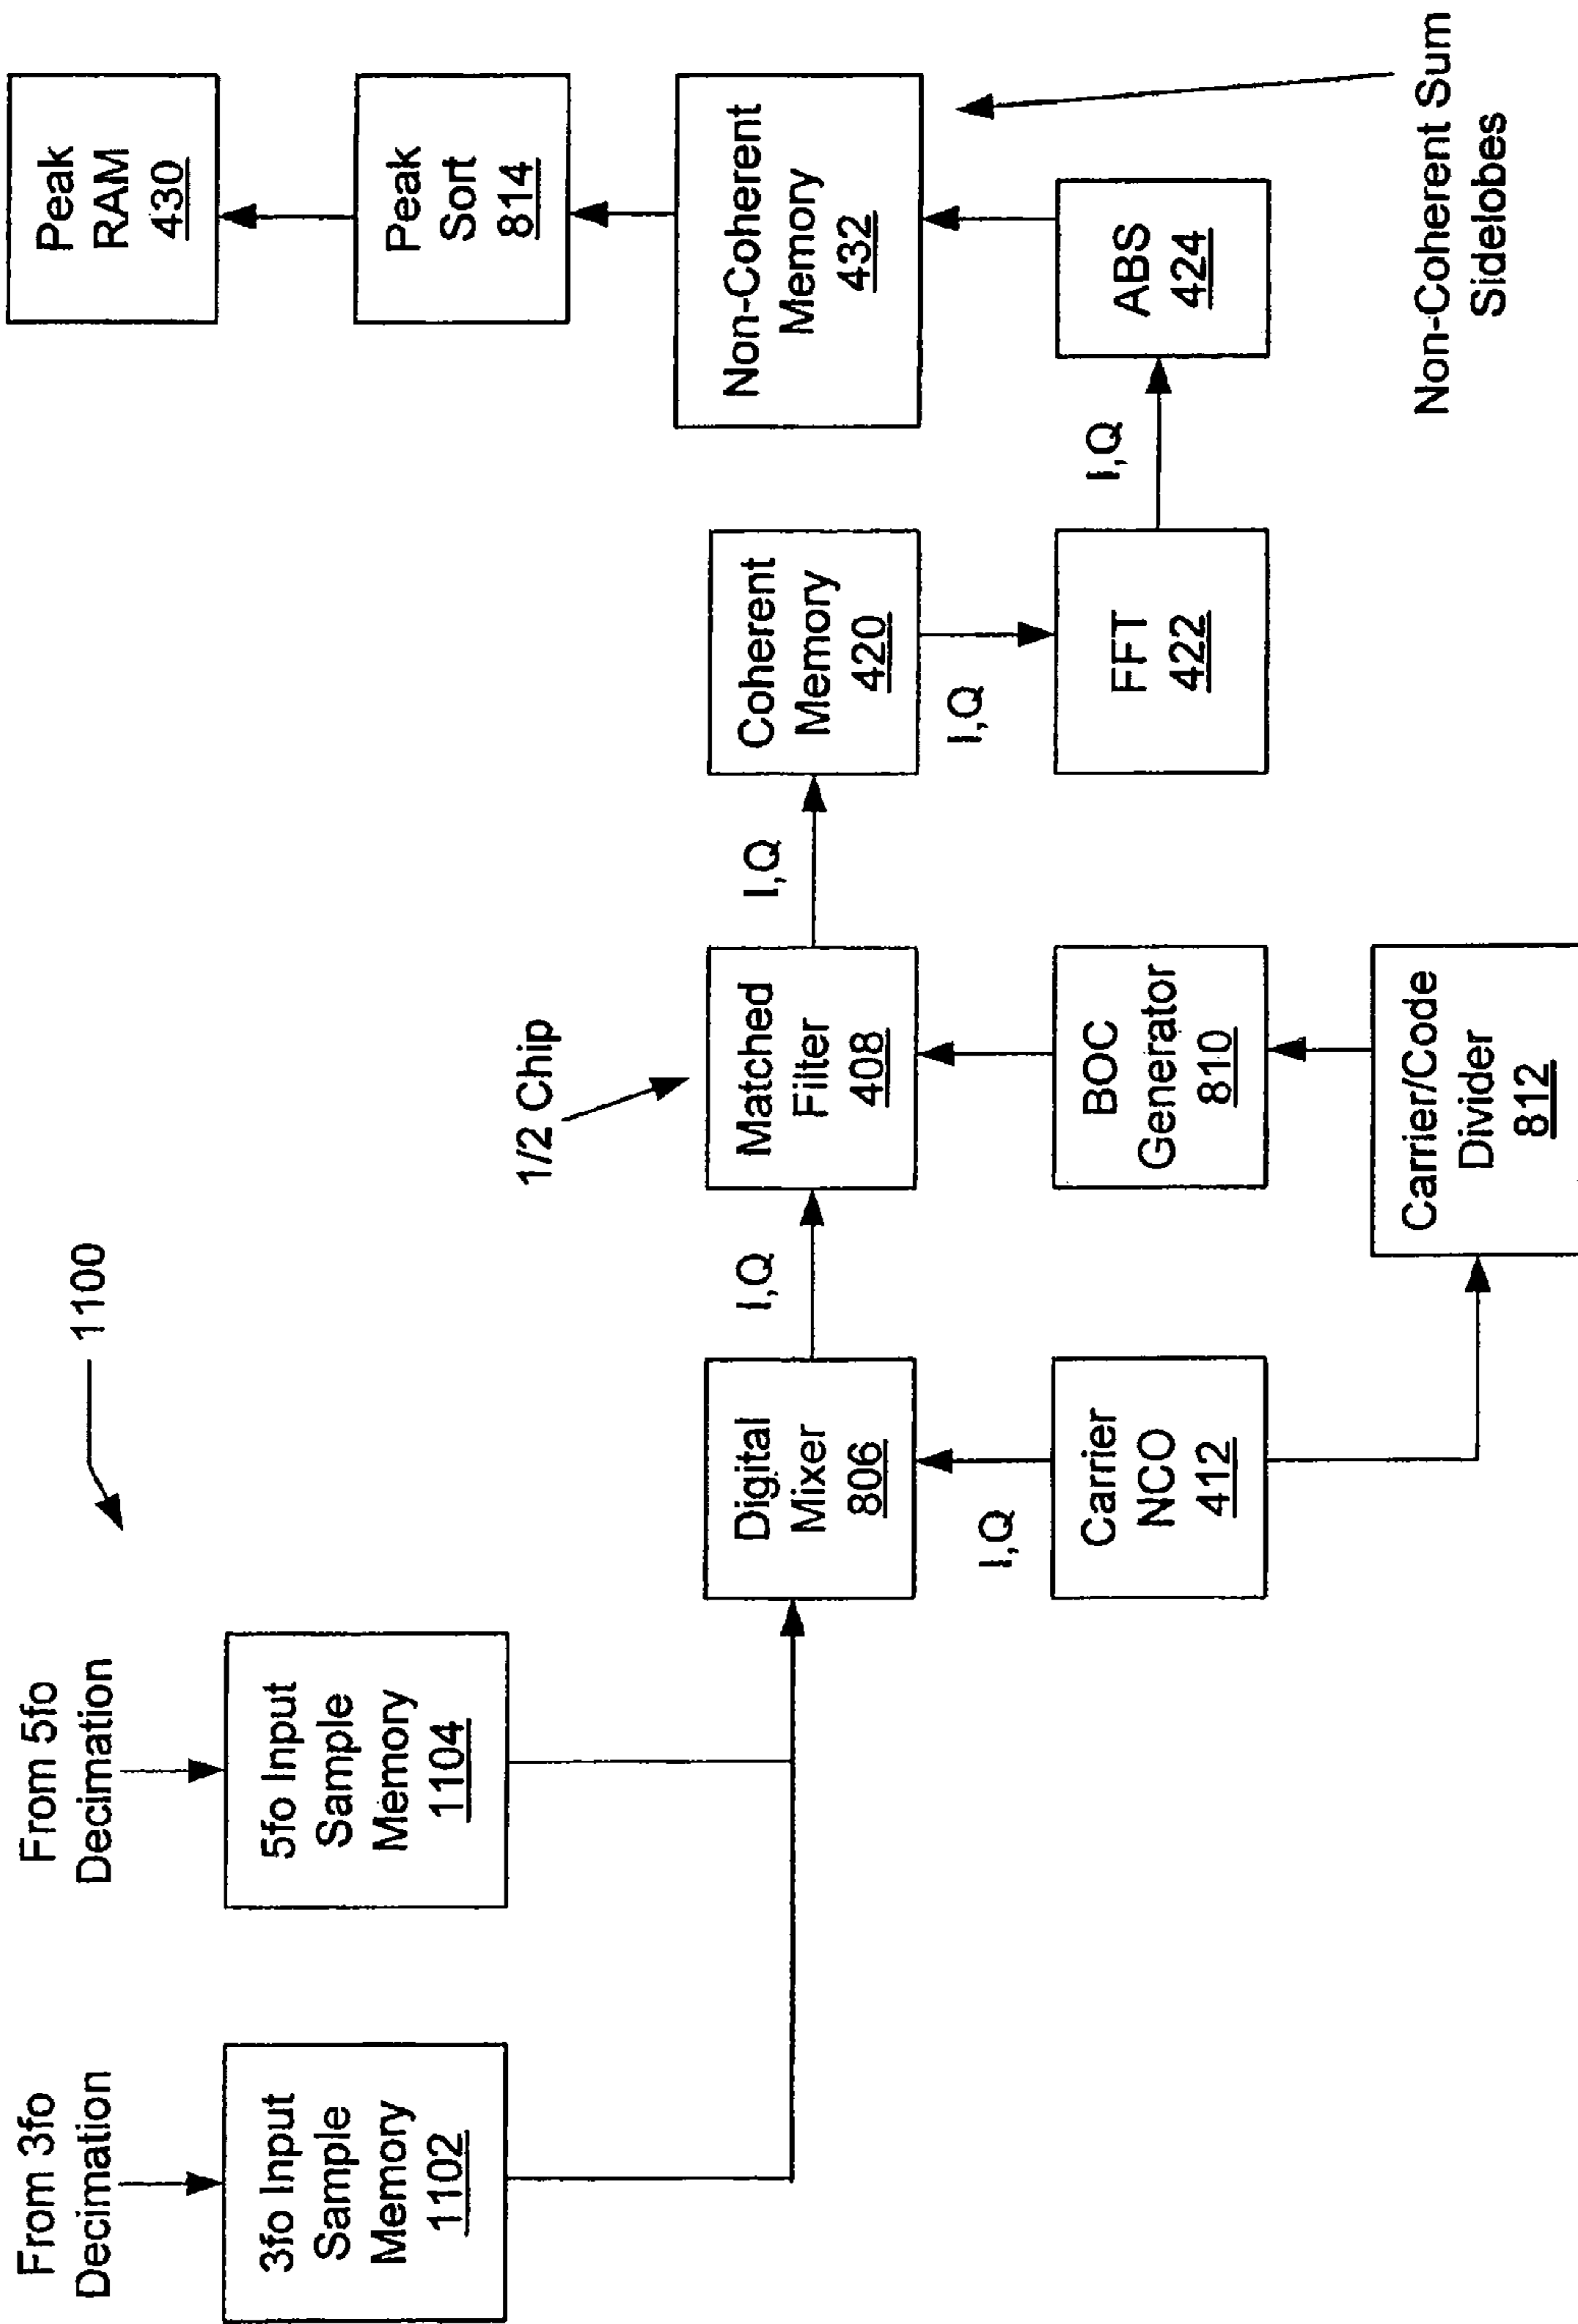 1100
From 3fo
Decimation
3fo Input
Sample
Memory
1102
From 5fo
Decimation
5fo Input
Sample
Memory
1104
Digital
Mixer
806
I,Q
Carrier
NCO
412
I,Q
1/2 Chip
Matched
Filter
408
BOC
Generator
810
Carrier/Code
Divider
812
I,Q
Coherent
Memory
420
I,Q
FFT
422
I,Q
ABS
424
Non-Coherent
Memory
432
Peak
Sort
814
Peak
RAM
430
Non-Coherent Sum
Sidelobes